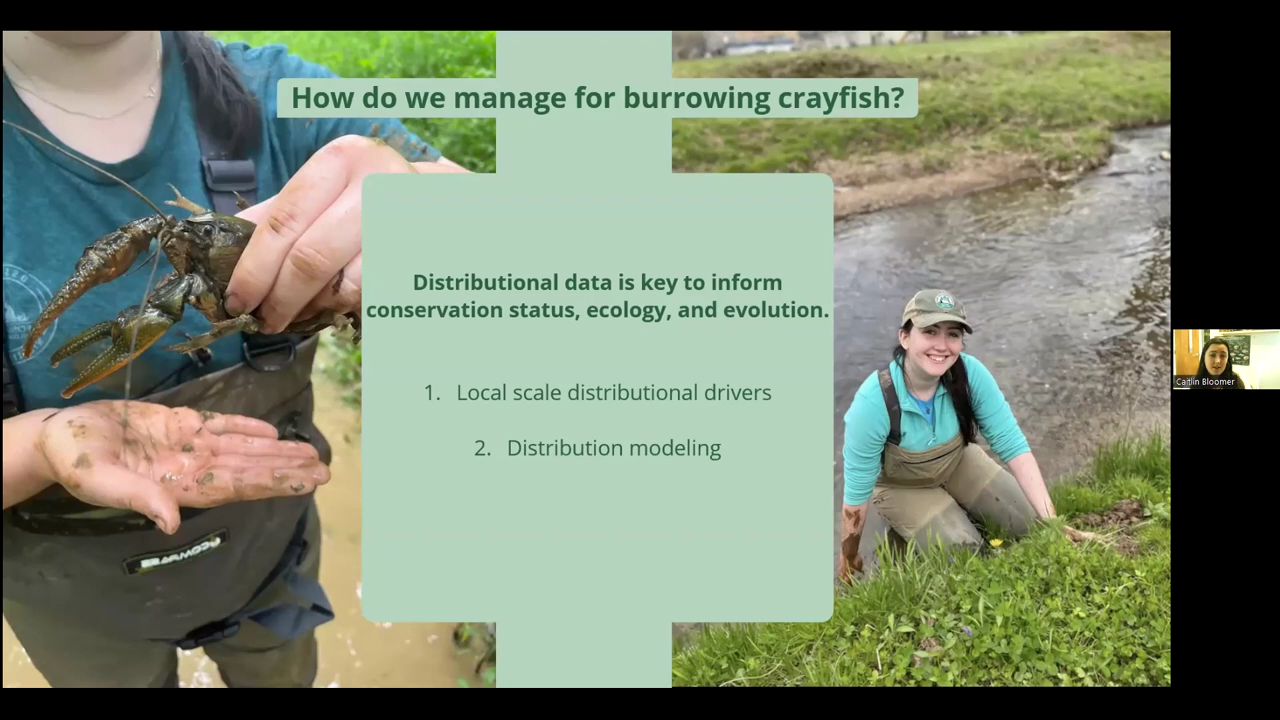 How do we manage for burrowing crayfish?
Distributional data is key to inform
conservation status, ecology, and evolution.
1. Local scale distributional drivers
2. Distribution modeling
Caitlin Bloomer